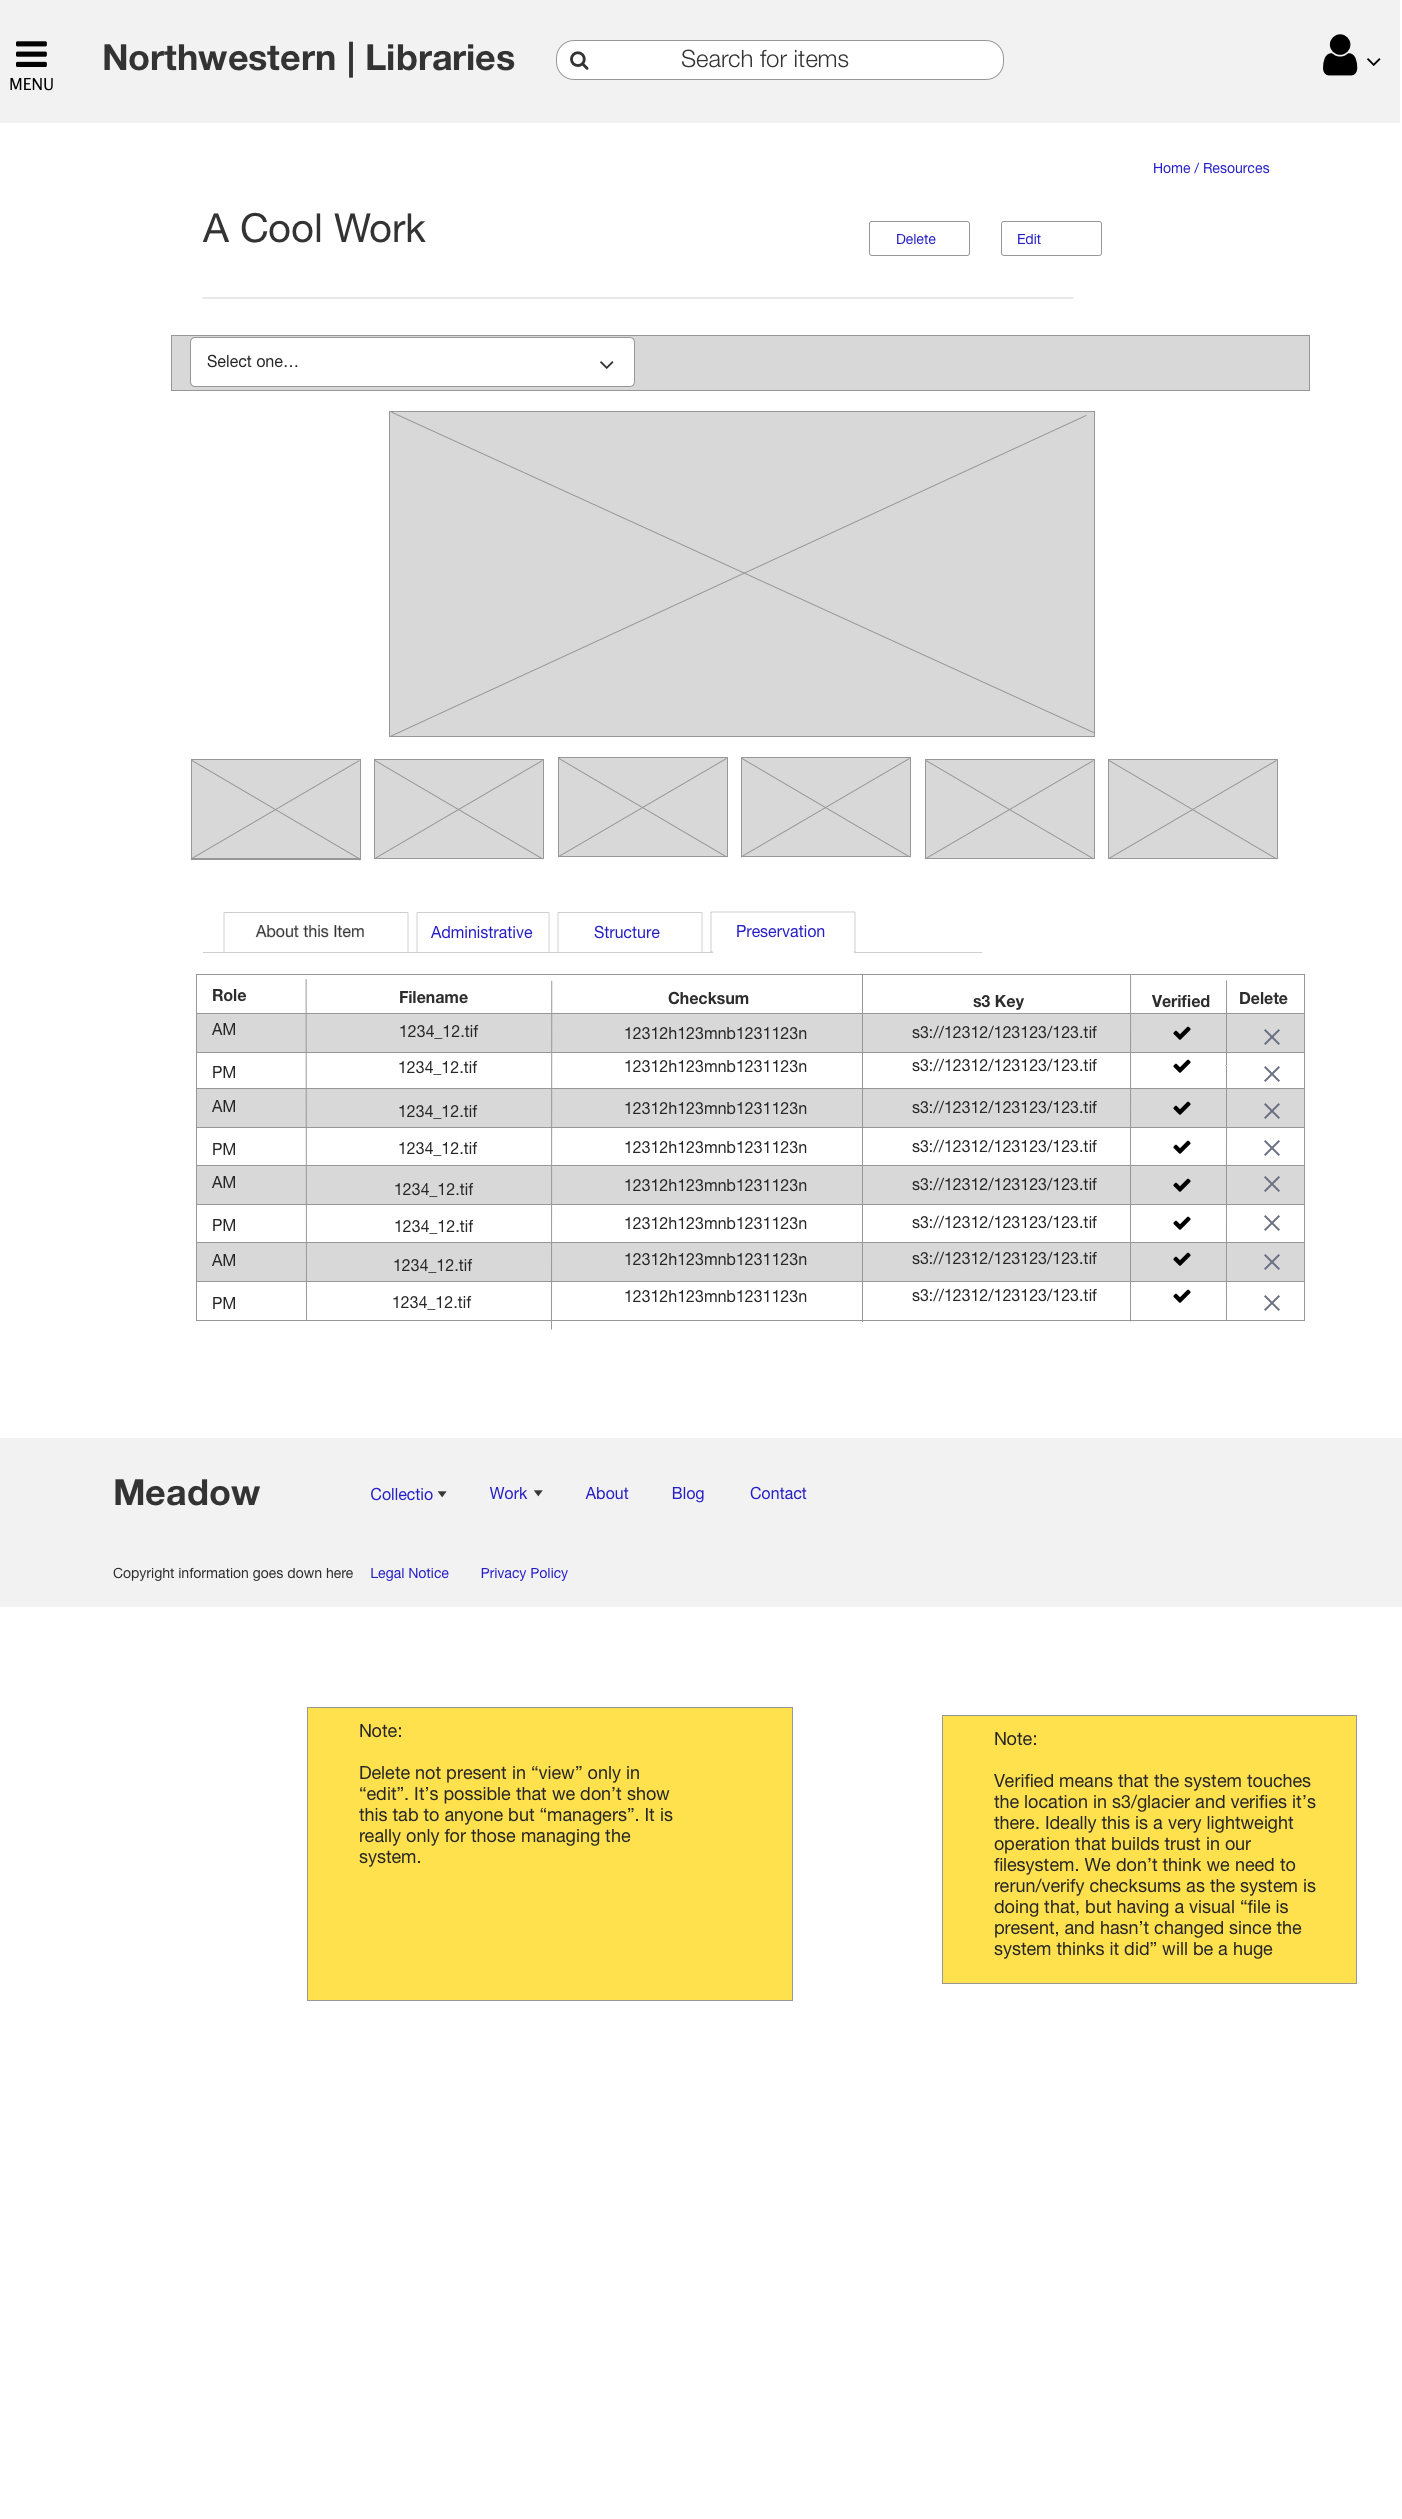 MENU
Northwestern | Libraries
Search for items
Home / Resources
A Cool Work
Delete
Edit
Select one...
About this Item
Administrative
Structure
Preservation
Role Filename Checksum s3 Key Verified Delete
AM 1234_12.tif 12312h123mnb1231123n s3://12312/123123/123.tif
PM 1234_12.tif 12312h123mnb1231123n s3://12312/123123/123.tif
AM 1234_12.tif 12312h123mnb1231123n s3://12312/123123/123.tif
PM 1234_12.tif 12312h123mnb1231123n s3://12312/123123/123.tif
AM 1234_12.tif 12312h123mnb1231123n s3://12312/123123/123.tif
PM 1234_12.tif 12312h123mnb1231123n s3://12312/123123/123.tif
AM 1234_12.tif 12312h123mnb1231123n s3://12312/123123/123.tif
PM 1234_12.tif 12312h123mnb1231123n s3://12312/123123/123.tif
Meadow
Collectio
Work
About
Blog
Contact
Copyright information goes down here
Legal Notice
Privacy Policy
Note:
Delete not present in “view” only in
“edit”. It’s possible that we don’t show
this tab to anyone but “managers”. It is
really only for those managing the
system.
Note:
Verified means that the system touches
the location in s3/glacier and verifies it’s
there. Ideally this is a very lightweight
operation that builds trust in our
filesystem. We don’t think we need to
rerun/verify checksums as the system is
doing that, but having a visual “file is
present, and hasn’t changed since the
system thinks it did” will be a huge